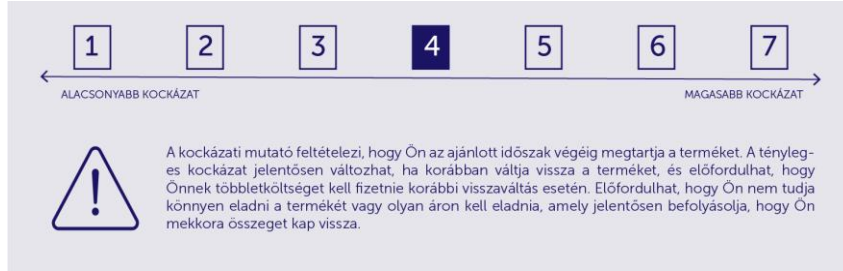 1 2 3 4 5 6 7
ALACSONYABB KOCKÁZAT MAGASABB KOCKÁZAT
A kockázati mutató feltételezi, hogy Ön az ajánlott időszak végéig megtartja a terméket. A tényleg-
es kockázat jelentősen változhat, ha korábban váltja vissza a terméket, és előfordulhat, hogy
Önnek többletköltséget kell fizetnie korábbi visszaváltás esetén. Előfordulhat, hogy Ön nem tudja
könnyen eladni a termékét vagy olyan áron kell eladnia, amely jelentősen befolyásolja, hogy Ön
mekkora összeget kap vissza.